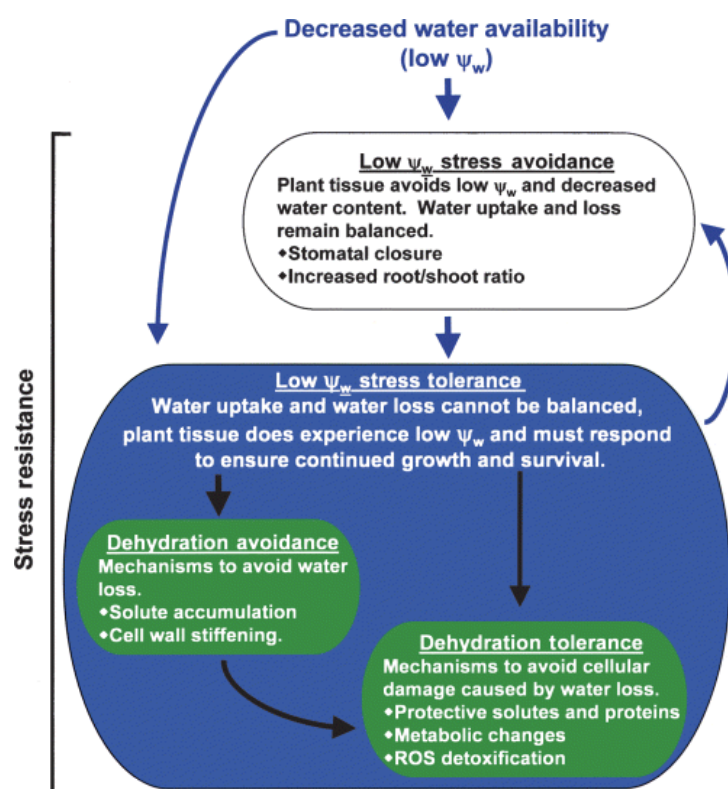 Decreased water availability
(low ψw)
Low ψw stress avoidance
Plant tissue avoids low ψw and decreased
water content. Water uptake and loss
remain balanced.
◆Stomatal closure
◆Increased root/shoot ratio
Stress resistance
Low ψw stress tolerance
Water uptake and water loss cannot be balanced,
plant tissue does experience low ψw and must respond
to ensure continued growth and survival.
Dehydration avoidance
Mechanisms to avoid water
loss.
◆Solute accumulation
◆Cell wall stiffening.
Dehydration tolerance
Mechanisms to avoid cellular
damage caused by water loss.
◆Protective solutes and proteins
◆Metabolic changes
◆ROS detoxification